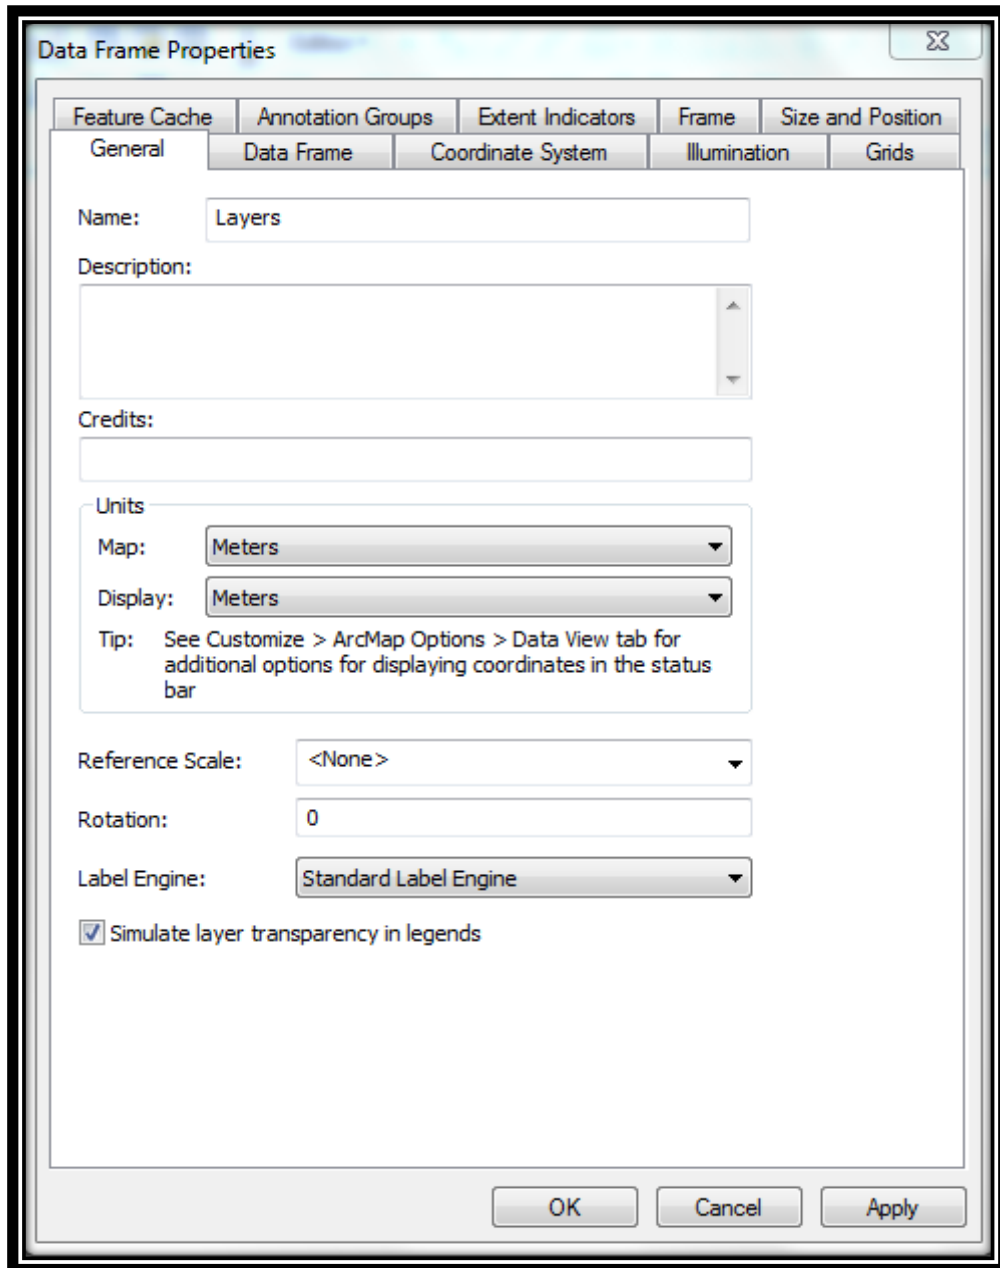 Data Frame Properties
Feature Cache Annotation Groups Extent Indicators Frame Size and Position
General Data Frame Coordinate System Illumination Grids
Name: Layers
Description:
Credits:
Units
Map: Meters
Display: Meters
Tip: See Customize > ArcMap Options > Data View tab for
additional options for displaying coordinates in the status
bar
Reference Scale: <None>
Rotation: 0
Label Engine: Standard Label Engine
Simulate layer transparency in legends
OK Cancel Apply